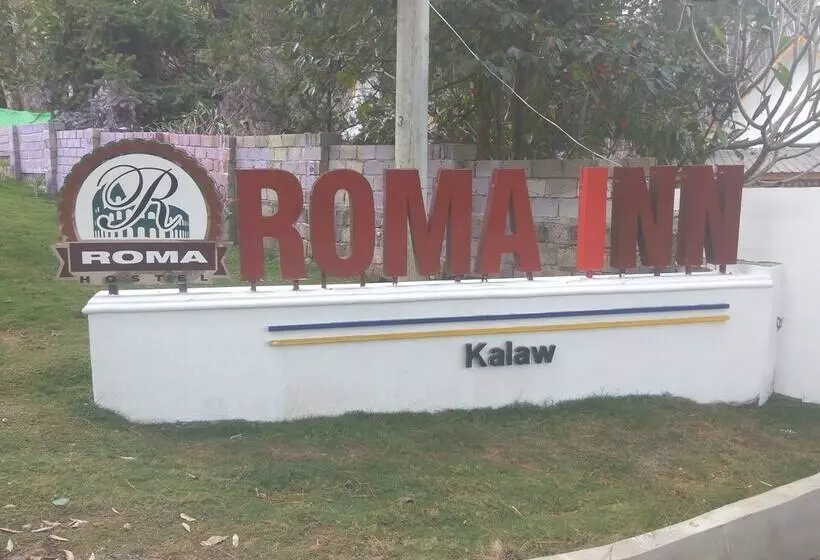 R
ROMA
HOSTEL
ROMA INN
Kalaw